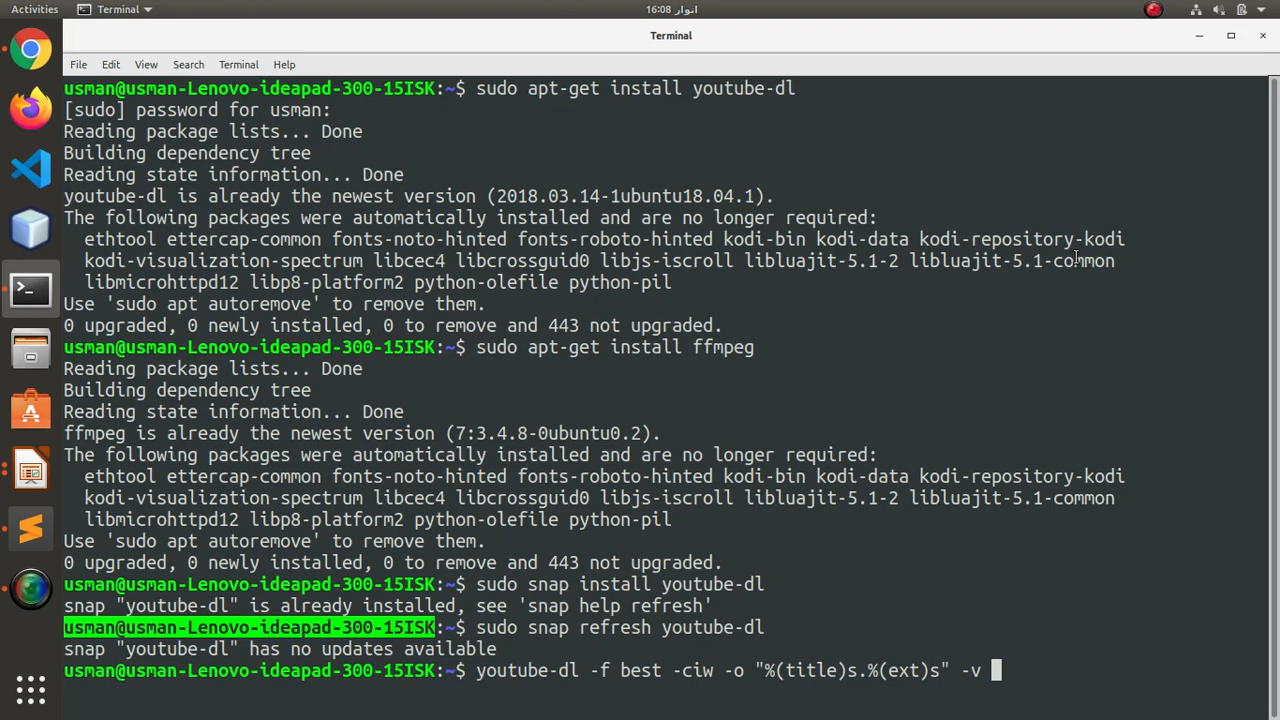 Activities Terminal 16:08 اتوار
Terminal
File Edit View Search Terminal Help
usman@usman-Lenovo-ideapad-300-15ISK:~$ sudo apt-get install youtube-dl
[sudo] password for usman:
Reading package lists... Done
Building dependency tree
Reading state information... Done
youtube-dl is already the newest version (2018.03.14-1ubuntu18.04.1).
The following packages were automatically installed and are no longer required:
  ethtool ettercap-common fonts-noto-hinted fonts-roboto-hinted kodi-bin kodi-data kodi-repository-kodi
  kodi-visualization-spectrum libcec4 libcrossguid0 libjs-iscroll libluajit-5.1-2 libluajit-5.1-common
  libmicrohttpd12 libp8-platform2 python-olefile python-pil
Use 'sudo apt autoremove' to remove them.
0 upgraded, 0 newly installed, 0 to remove and 443 not upgraded.
usman@usman-Lenovo-ideapad-300-15ISK:~$ sudo apt-get install ffmpeg
Reading package lists... Done
Building dependency tree
Reading state information... Done
ffmpeg is already the newest version (7:3.4.8-0ubuntu0.2).
The following packages were automatically installed and are no longer required:
  ethtool ettercap-common fonts-noto-hinted fonts-roboto-hinted kodi-bin kodi-data kodi-repository-kodi
  kodi-visualization-spectrum libcec4 libcrossguid0 libjs-iscroll libluajit-5.1-2 libluajit-5.1-common
  libmicrohttpd12 libp8-platform2 python-olefile python-pil
Use 'sudo apt autoremove' to remove them.
0 upgraded, 0 newly installed, 0 to remove and 443 not upgraded.
usman@usman-Lenovo-ideapad-300-15ISK:~$ sudo snap install youtube-dl
snap "youtube-dl" is already installed, see 'snap help refresh'
usman@usman-Lenovo-ideapad-300-15ISK:~$ sudo snap refresh youtube-dl
snap "youtube-dl" has no updates available
usman@usman-Lenovo-ideapad-300-15ISK:~$ youtube-dl -f best -ciw -o "%(title)s.%(ext)s" -v